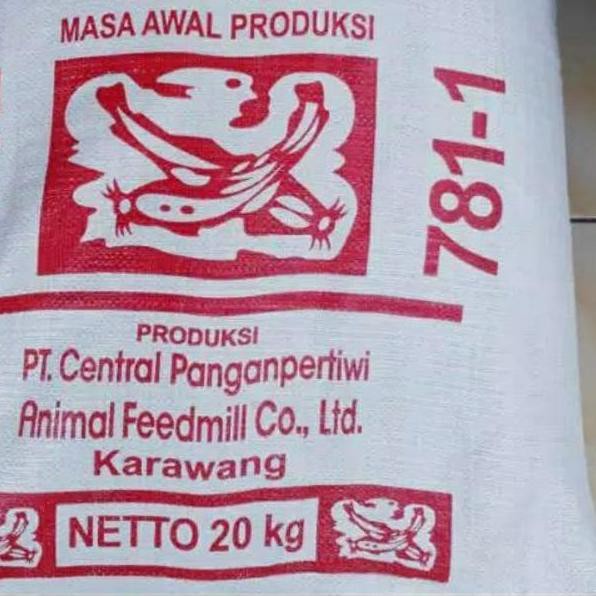 MASA AWAL PRODUKSI
781-1
PRODUKSI
PT. Central Panganpertiwi
Animal Feedmill Co., Ltd.
Karawang
NETTO 20 kg